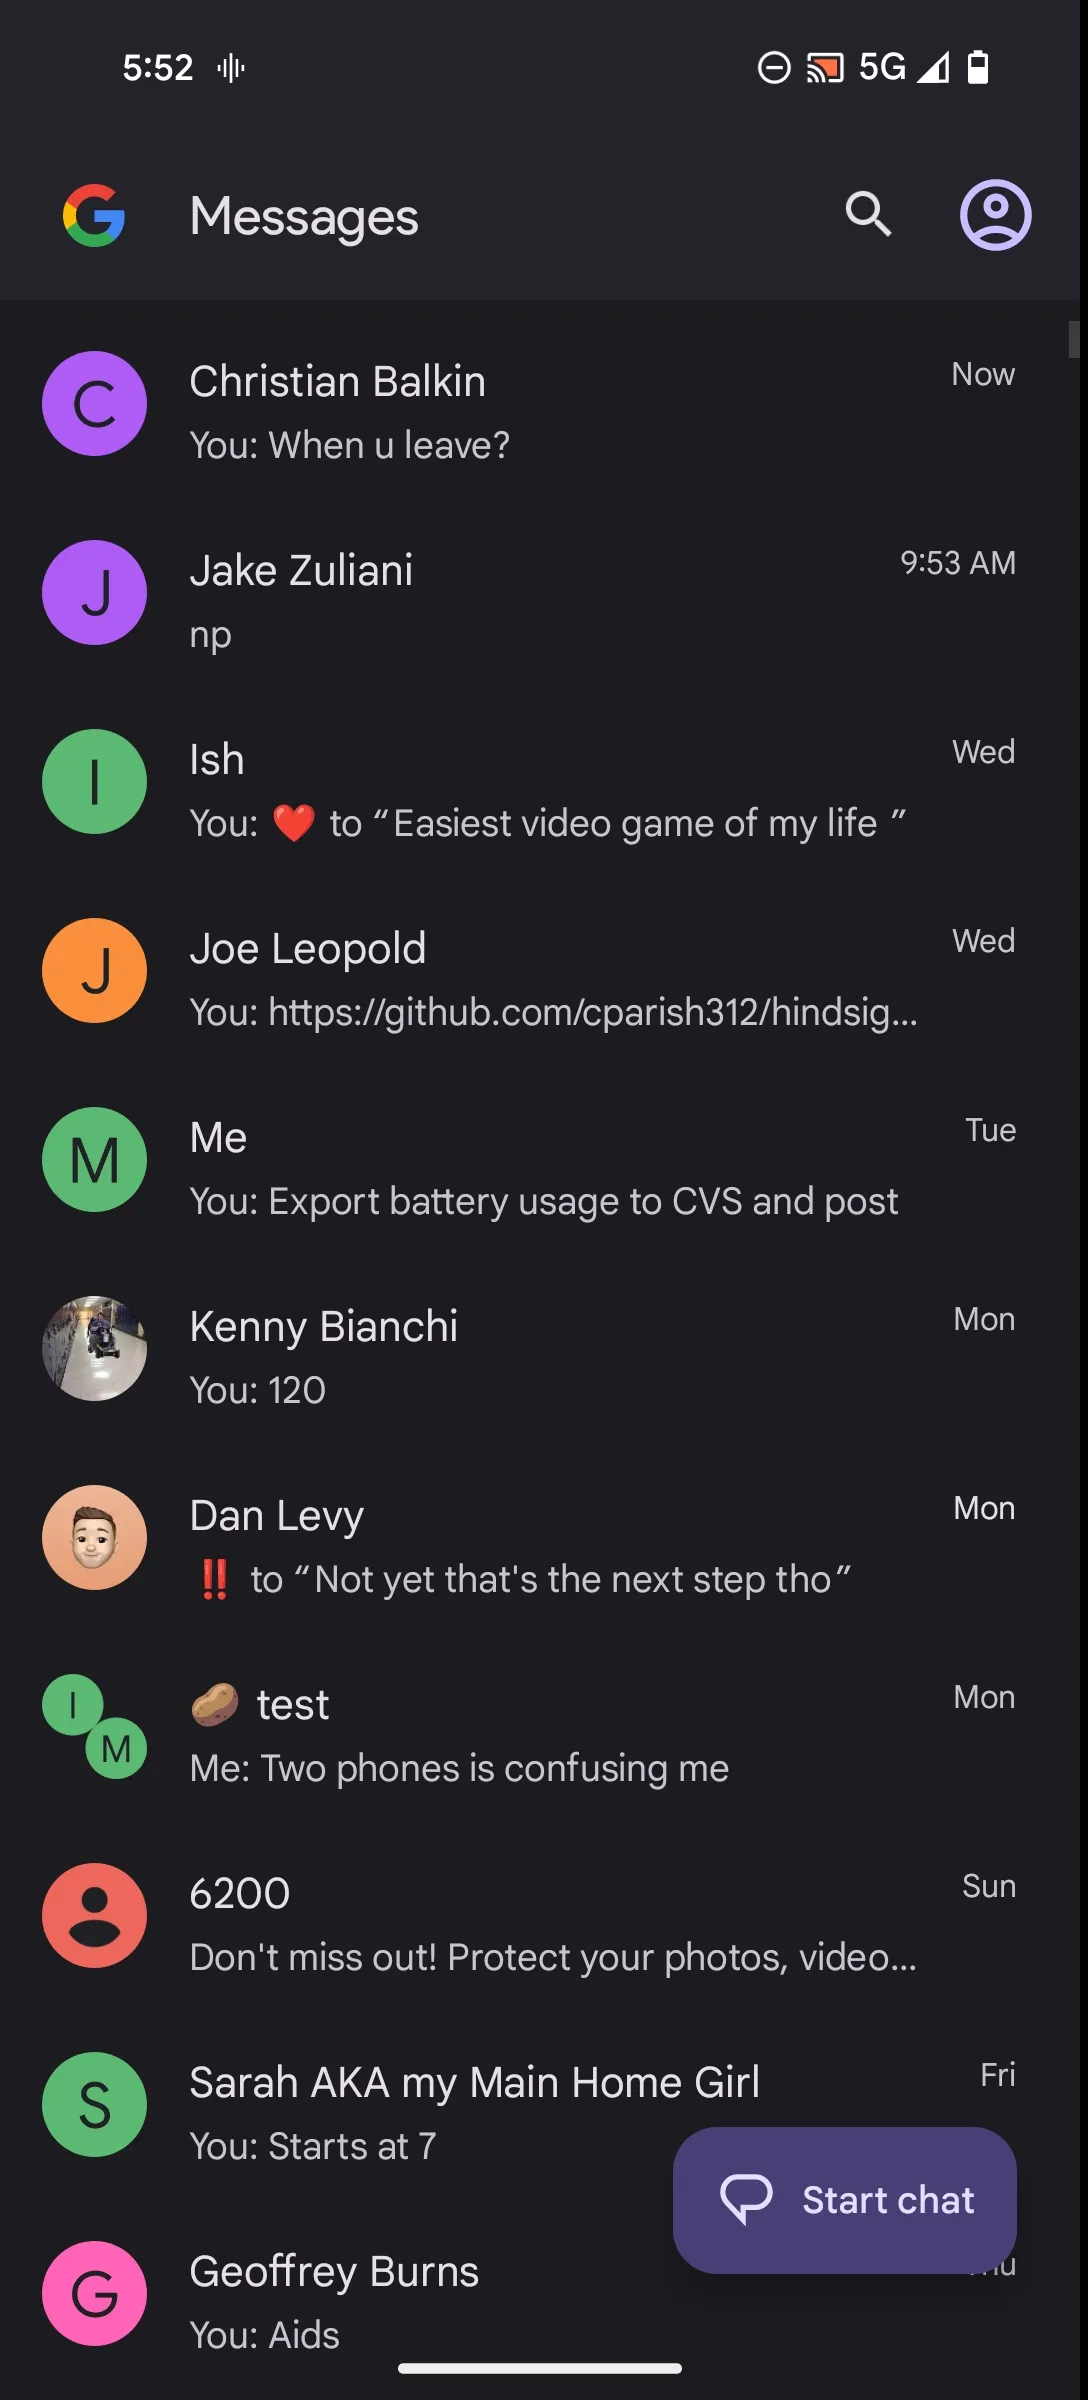 5:52 5G
Messages
Christian Balkin Now
You: When u leave?
Jake Zuliani 9:53 AM
np
Ish Wed
You: ❤️ to “Easiest video game of my life ”
Joe Leopold Wed
You: https://github.com/cparish312/hindsig...
Me Tue
You: Export battery usage to CVS and post
Kenny Bianchi Mon
You: 120
Dan Levy Mon
‼️ to “Not yet that's the next step tho”
🥔 test Mon
Me: Two phones is confusing me
6200 Sun
Don't miss out! Protect your photos, video...
Sarah AKA my Main Home Girl Fri
You: Starts at 7
Start chat
Geoffrey Burns
You: Aids
C
J
I
J
M
I
M
S
G